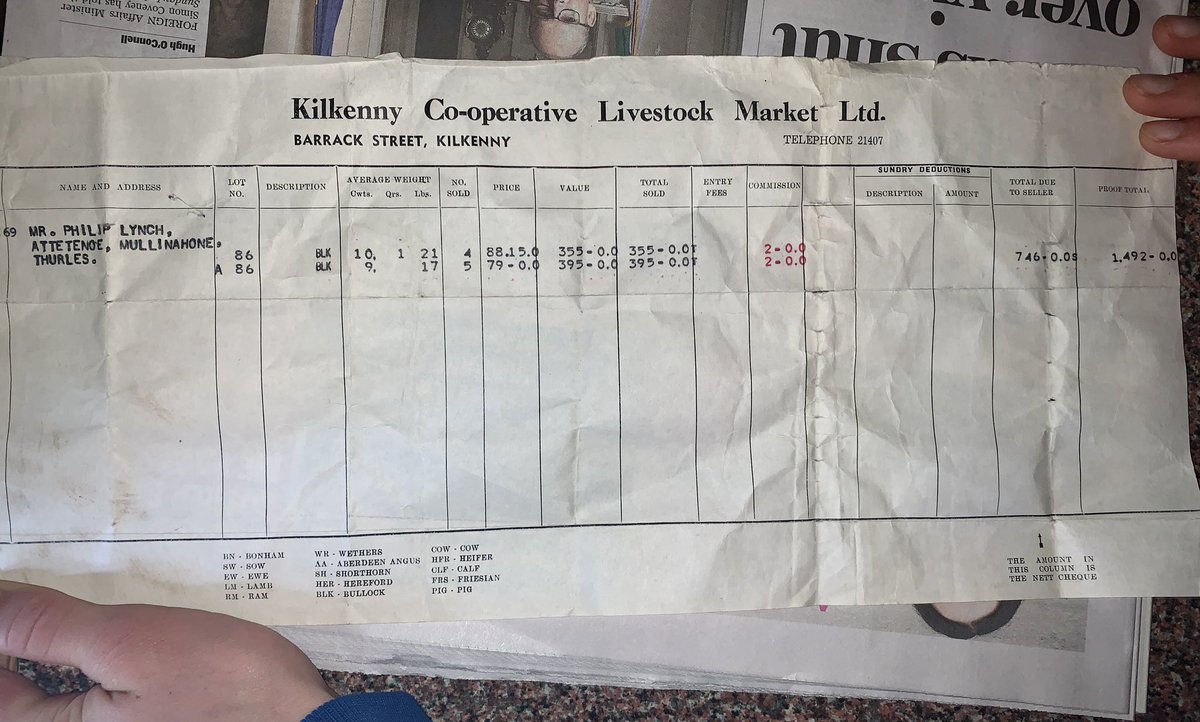 Hugh O'Connell
FOREIGN Affairs Minister
Simon Coveney has told
over
shut
Kilkenny Co-operative Livestock Market Ltd.
BARRACK STREET, KILKENNY
TELEPHONE 21407
NAME AND ADDRESS LOT NO. DESCRIPTION AVERAGE WEIGHT Cwts. Qrs. Lbs. NO. SOLD PRICE VALUE TOTAL SOLD ENTRY FEES COMMISSION SUNDRY DEDUCTIONS DESCRIPTION AMOUNT TOTAL DUE TO SELLER PROOF TOTAL
69 MR. PHILIP LYNCH,
ATTETENOE, MULLINAHONE.
THURLES.
86 BLK 10. 1 21 4 88.15.0 355-0.0 355-0.0T 2-0.0
A 86 BLK 9. 17 5 79-0.0 395-0.0 395-0.0T 2-0.0 746-0.0S 1,492-0.0
BN - BONHAM
SW - SOW
EW - EWE
LM - LAMB
RM - RAM
WR - WETHERS
AA - ABERDEEN ANGUS
SH - SHORTHORN
HER - HEREFORD
BLK - BULLOCK
COW - COW
HFR - HEIFER
CLF - CALF
FRS - FRIESIAN
PIG - PIG
THE AMOUNT IN
THIS COLUMN IS
THE NETT CHEQUE